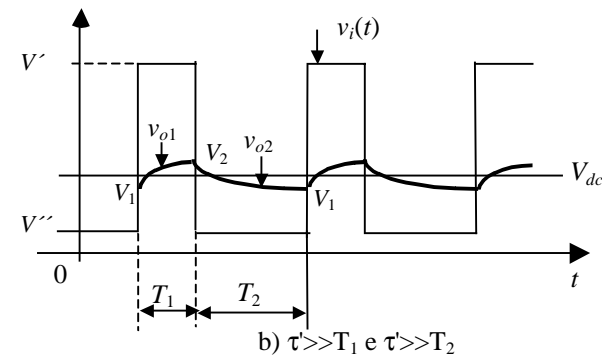 v_i(t)
V´
v_o1
V_2
v_o2
V_dc
V_1
V_1
V´´
0
t
T_1
T_2
b) τ'>>T_1 e τ'>>T_2